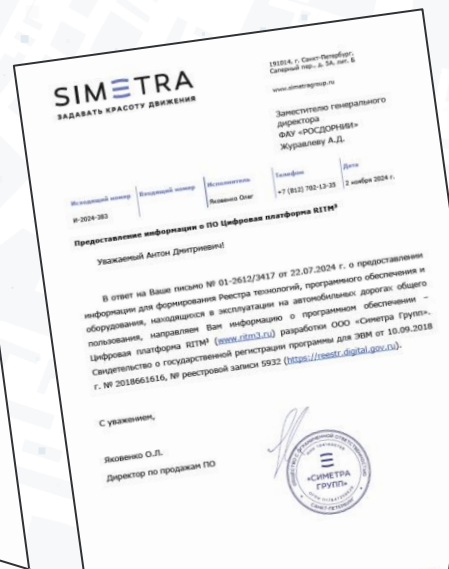 SIMETRA
ЗАДАВАТЬ КРАСОТУ ДВИЖЕНИЯ
191014, г. Санкт-Петербург,
Саперный пер., д. 5А, лит. Б
www.simetragroup.ru
Заместителю генерального
директора
ФАУ «РОСДОРНИИ»
Журавлеву А.Д.
Исходящий номер
И-2024-383
Входящий номер
Исполнитель
Яковенко Олег
Телефон
+7 (812) 702-13-35
Дата
2 ноября 2024 г.
Предоставление информации о ПО Цифровая платформа RITM³
Уважаемый Антон Дмитриевич!
В ответ на Ваше письмо № 01-2612/3417 от 22.07.2024 г. о предоставлении
информации для формирования Реестра технологий, программного обеспечения и
оборудования, находящихся в эксплуатации на автомобильных дорогах общего
пользования, направляем Вам информацию о программном обеспечении –
Цифровая платформа RITM³ (www.ritm3.ru) разработки ООО «Симетра Групп».
Свидетельство о государственной регистрации программы для ЭВМ от 10.09.2018
г. № 2018661616, № реестровой записи 5932 (https://reestr.digital.gov.ru).
С уважением,
Яковенко О.Л.
Директор по продажам ПО
«СИМЕТРА
ГРУПП»
САНКТ-ПЕТЕРБУРГ